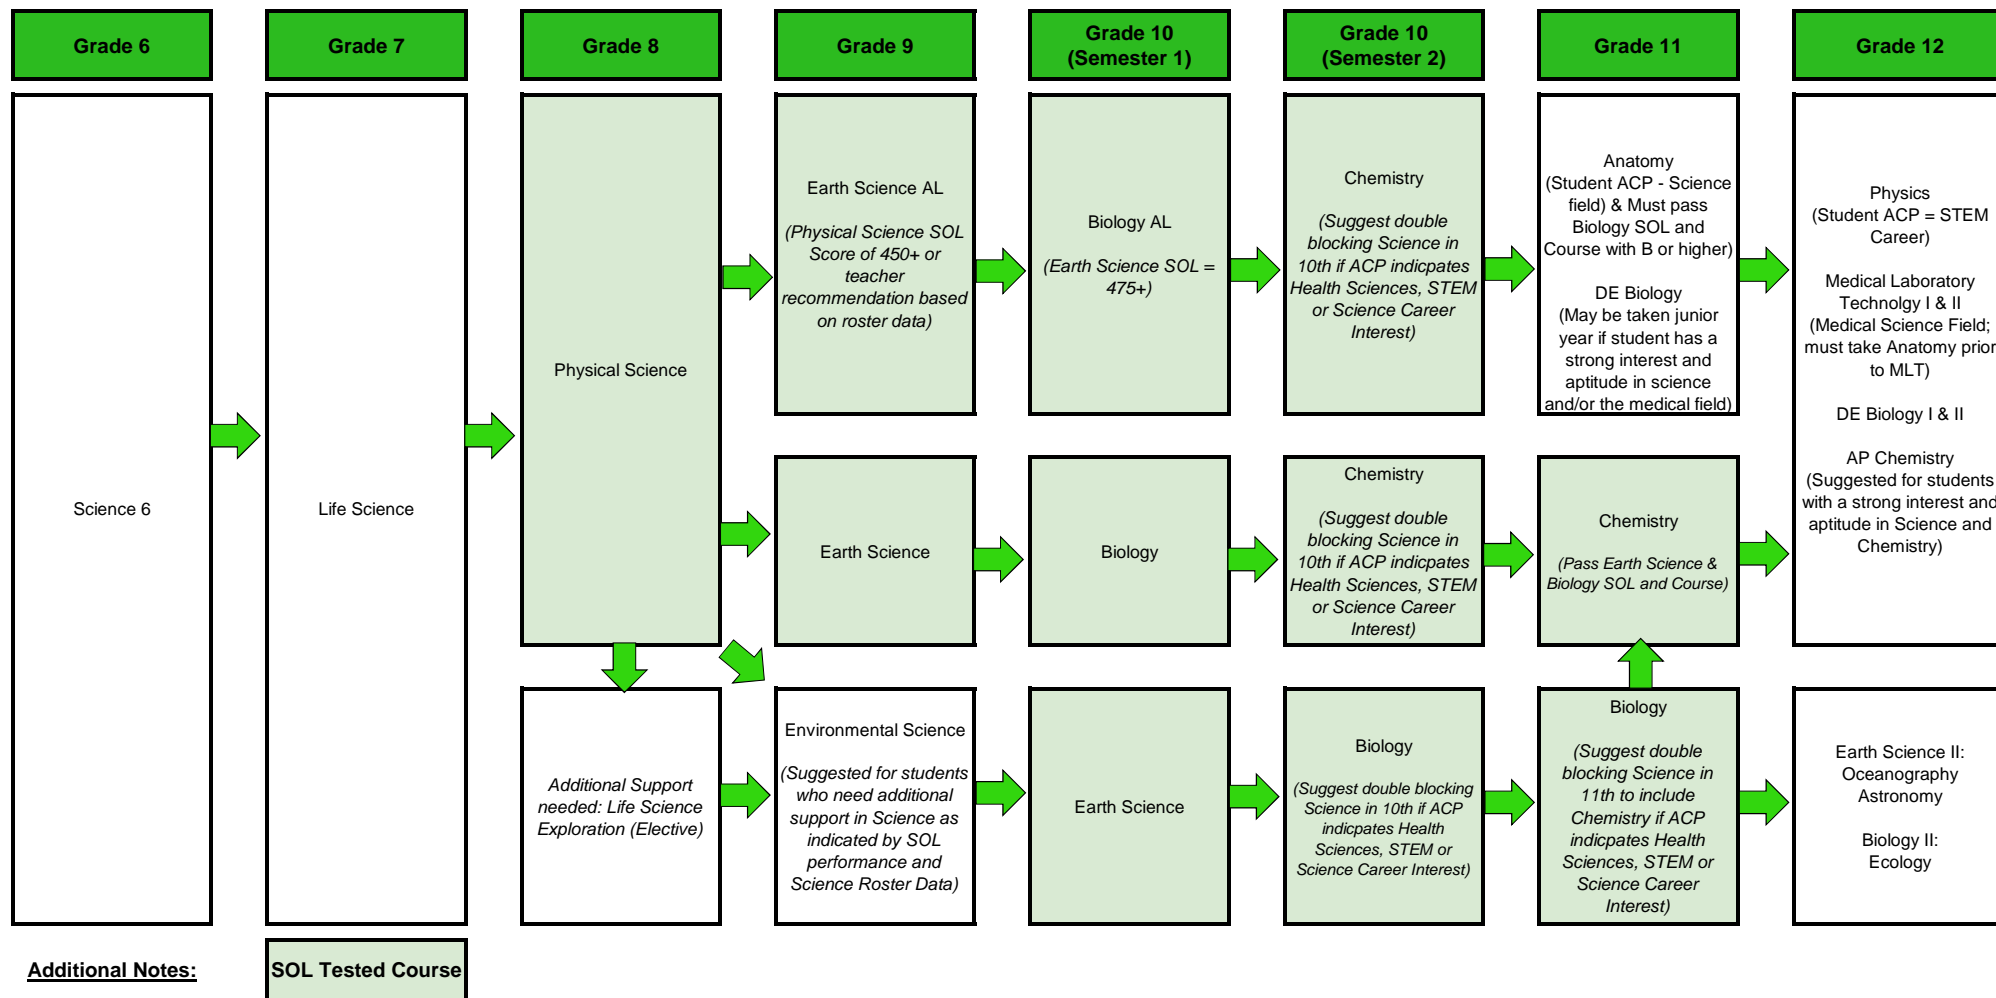 Grade 6
Grade 7
Grade 8
Grade 9
Grade 10
(Semester 1)
Grade 10
(Semester 2)
Grade 11
Grade 12
Science 6
Life Science
Physical Science
Earth Science AL
(Physical Science SOL
Score of 450+ or
teacher
recommendation based
on roster data)
Biology AL
(Earth Science SOL =
475+)
Chemistry
(Suggest double
blocking Science in
10th if ACP indicpates
Health Sciences, STEM
or Science Career
Interest)
Anatomy
(Student ACP - Science
field) & Must pass
Biology SOL and
Course with B or higher)
DE Biology
(May be taken junior
year if student has a
strong interest and
aptitude in science
and/or the medical field)
Physics
(Student ACP = STEM
Career)
Medical Laboratory
Technolgy I & II
(Medical Science Field;
must take Anatomy prior
to MLT)
DE Biology I & II
AP Chemistry
(Suggested for students
with a strong interest and
aptitude in Science and
Chemistry)
Earth Science
Biology
Chemistry
(Suggest double
blocking Science in
10th if ACP indicpates
Health Sciences, STEM
or Science Career
Interest)
Chemistry
(Pass Earth Science &
Biology SOL and Course)
Additional Support
needed: Life Science
Exploration (Elective)
Environmental Science
(Suggested for students
who need additional
support in Science as
indicated by SOL
performance and
Science Roster Data)
Earth Science
Biology
(Suggest double blocking
Science in 10th if ACP
indicpates Health
Sciences, STEM or
Science Career Interest)
Biology
(Suggest double
blocking Science in
11th to include
Chemistry if ACP
indicpates Health
Sciences, STEM or
Science Career
Interest)
Earth Science II:
Oceanography
Astronomy
Biology II:
Ecology
Additional Notes:
SOL Tested Course